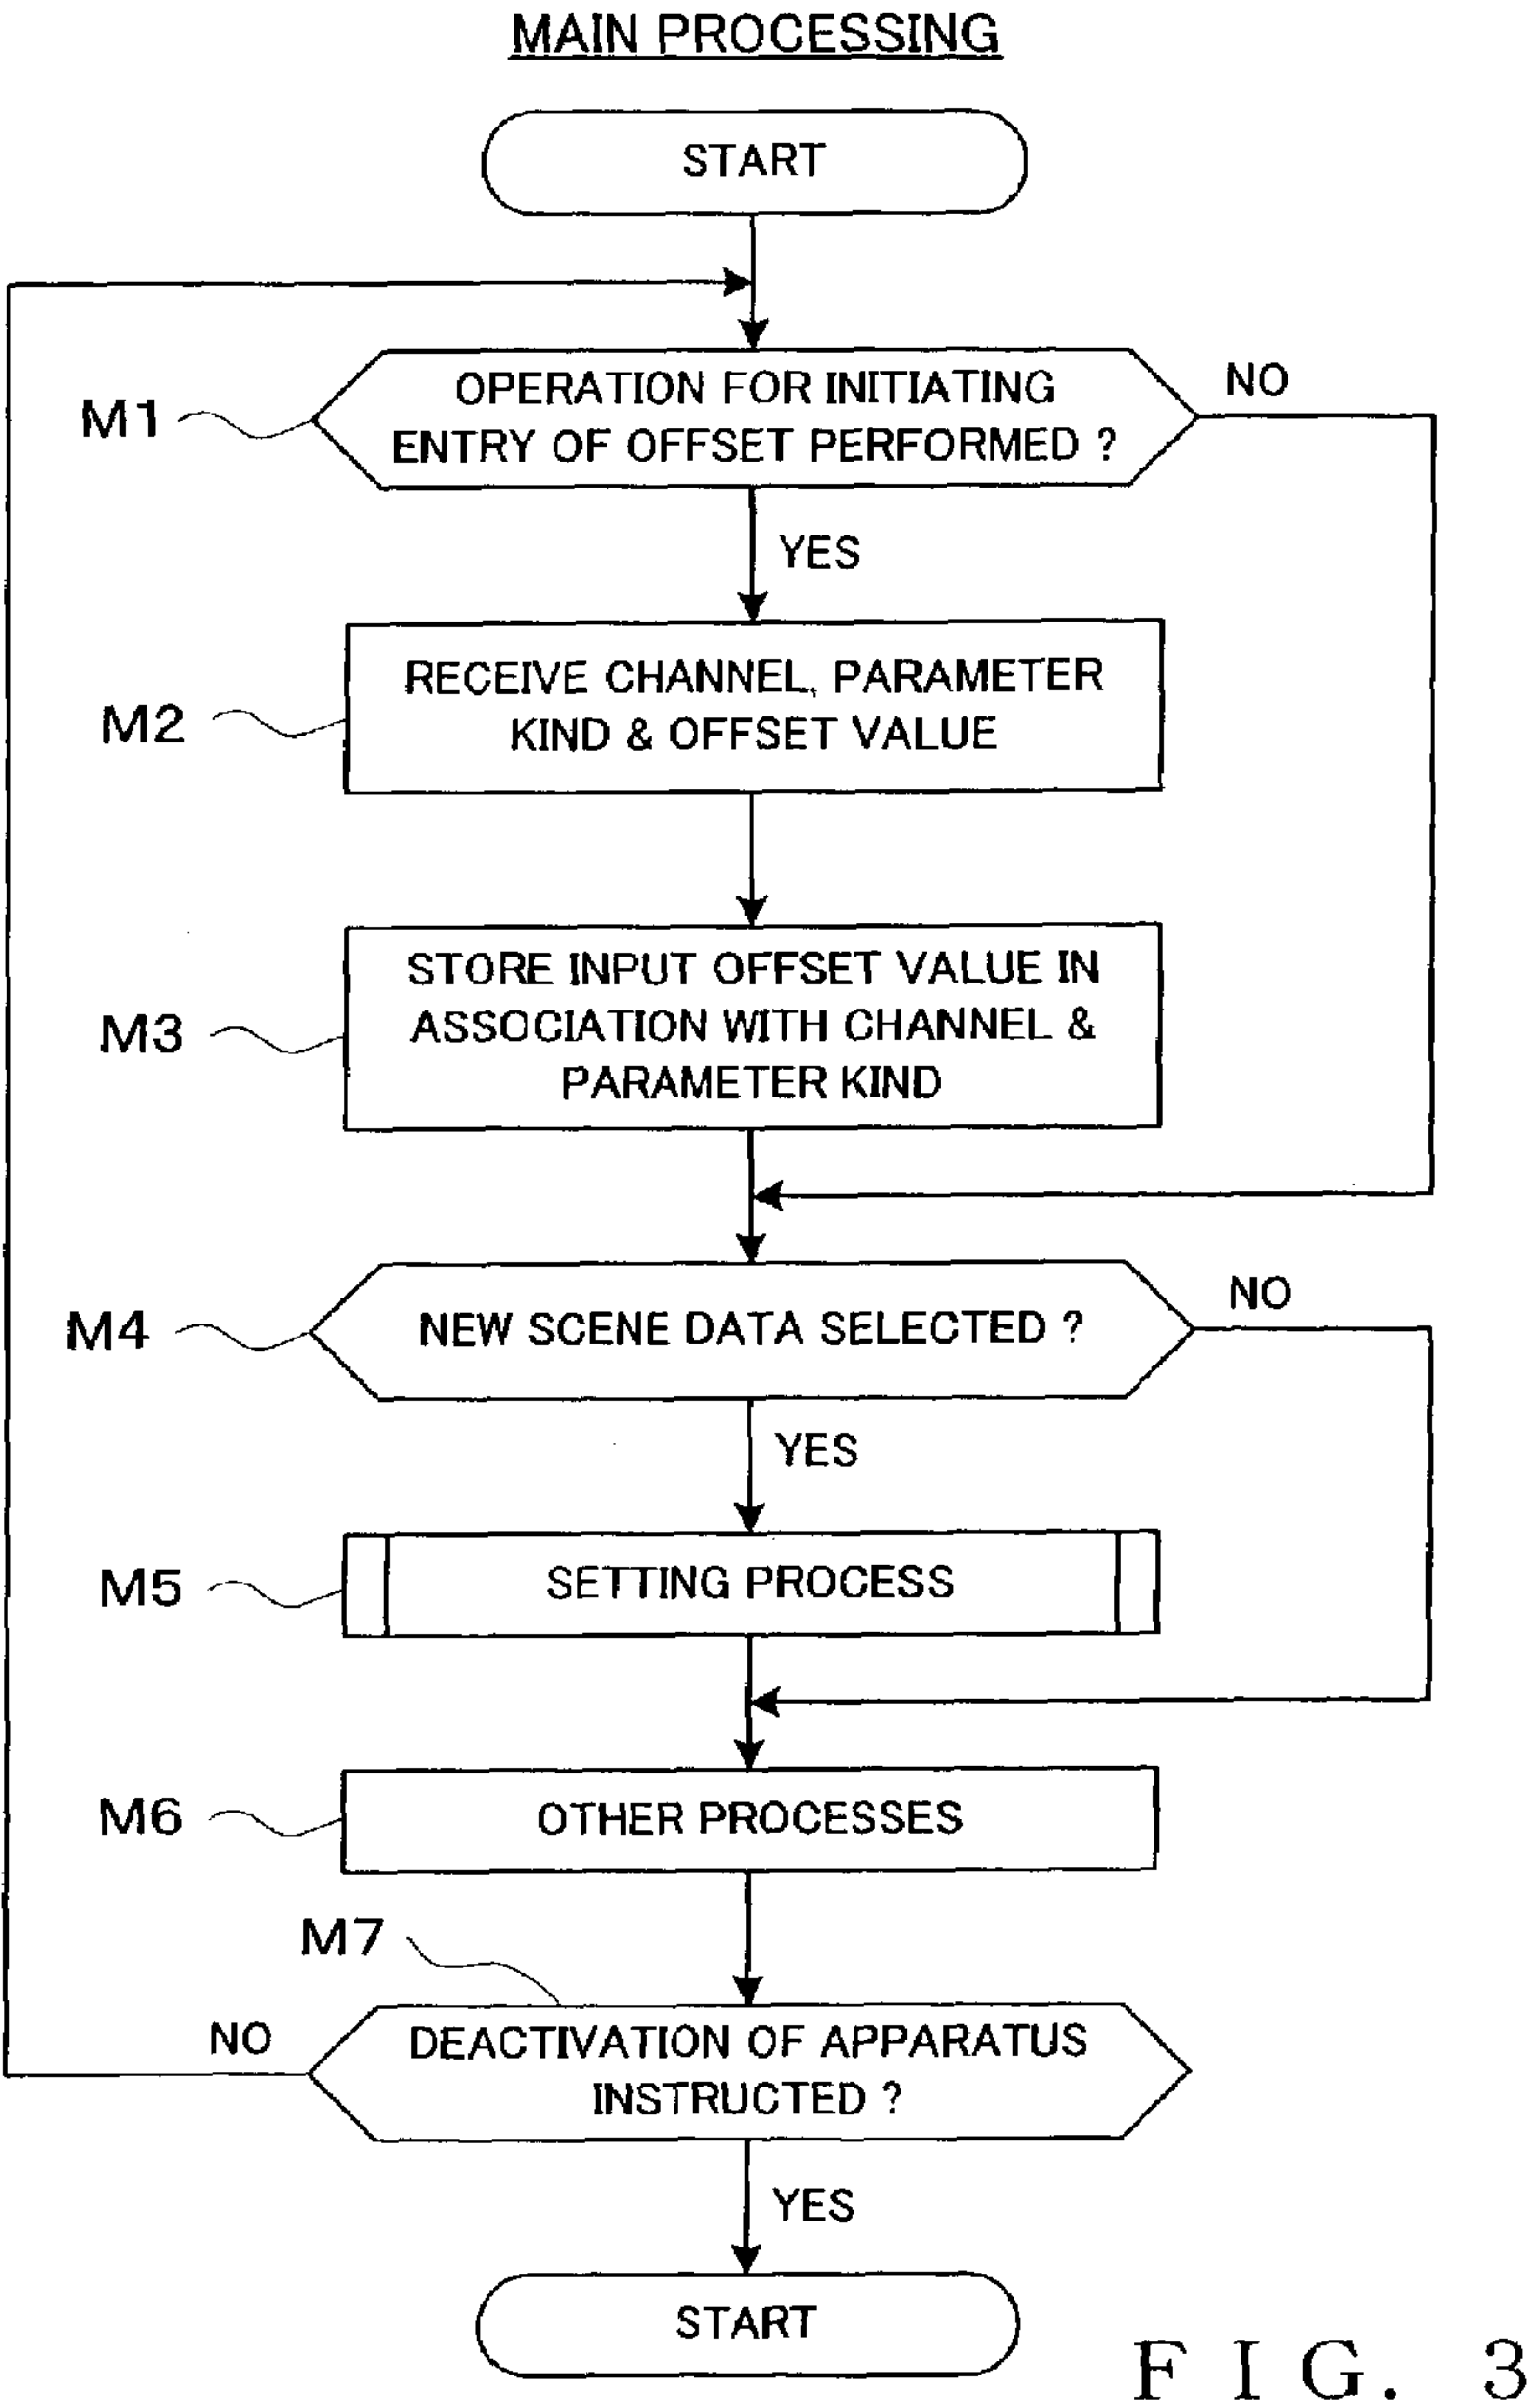 MAIN PROCESSING
START
OPERATION FOR INITIATING
ENTRY OF OFFSET PERFORMED ?
NO
M1
YES
RECEIVE CHANNEL, PARAMETER
KIND & OFFSET VALUE
M2
STORE INPUT OFFSET VALUE IN
ASSOCIATION WITH CHANNEL &
PARAMETER KIND
M3
NEW SCENE DATA SELECTED ?
NO
M4
YES
SETTING PROCESS
M5
OTHER PROCESSES
M6
M7
NO
DEACTIVATION OF APPARATUS
INSTRUCTED ?
YES
START
FIG. 3